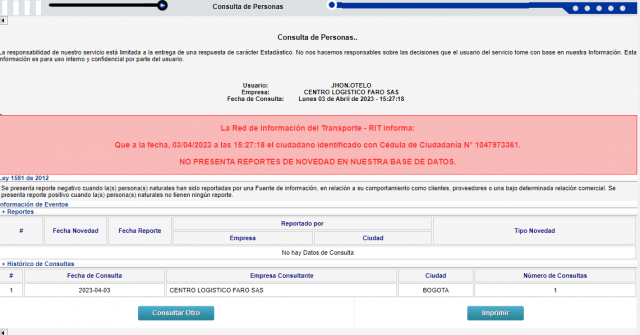 Consulta de Personas
Consulta de Personas..
La responsabilidad de nuestro servicio está limitada a la entrega de una respuesta de carácter Estadástico. No nos hacemos responsables sobre las decisiones que el usuario del servicio tome con base en nuestra Información. Esta
nformación es para uso interno y confidencial por parte del usuario.
Usuario: JHON.OTELO
Empresa: CENTRO LOGISTICO FARO SAS
Fecha de Consulta: Lunes 03 de Abril de 2023 - 15:27:18
La Red de Información del Transporte - RIT informa:
Que a la fecha, 03/04/2023 a las 15:27:18 el ciudadano identificado con Cédula de Ciudadania N° 1047973361.
NO PRESENTA REPORTES DE NOVEDAD EN NUESTRA BASE DE DATOS.
Ley 1581 de 2012
Se presenta reporte negativo cuando la(s) persona(s) naturales han sido reportadas por una Fuente de información, en relación a su comportamiento como clientes, proveedores o una bajo determinada relación comercial. Se
presenta reporte positivo cuando la(s) persona(s) naturales no tienen ningún reporte.
Información de Eventos
+ Reportes
# Fecha Novedad Fecha Reporte Reportado por Tipo Novedad
Empresa Ciudad
No hay Datos de Consulta
+ Histórico de Consultas
# Fecha de Consulta Empresa Consultante Ciudad Número de Consultas
1 2023-04-03 CENTRO LOGISTICO FARO SAS BOGOTA 1
Consultar Otro Imprimir